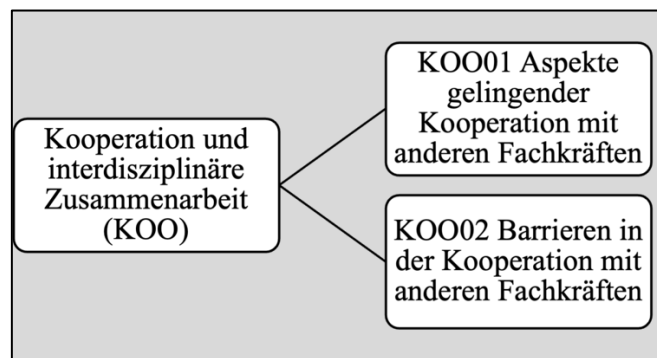 Kooperation und
interdisziplinäre
Zusammenarbeit
(KOO)
KOO01 Aspekte
gelingender
Kooperation mit
anderen Fachkräften
KOO02 Barrieren in
der Kooperation mit
anderen Fachkräften